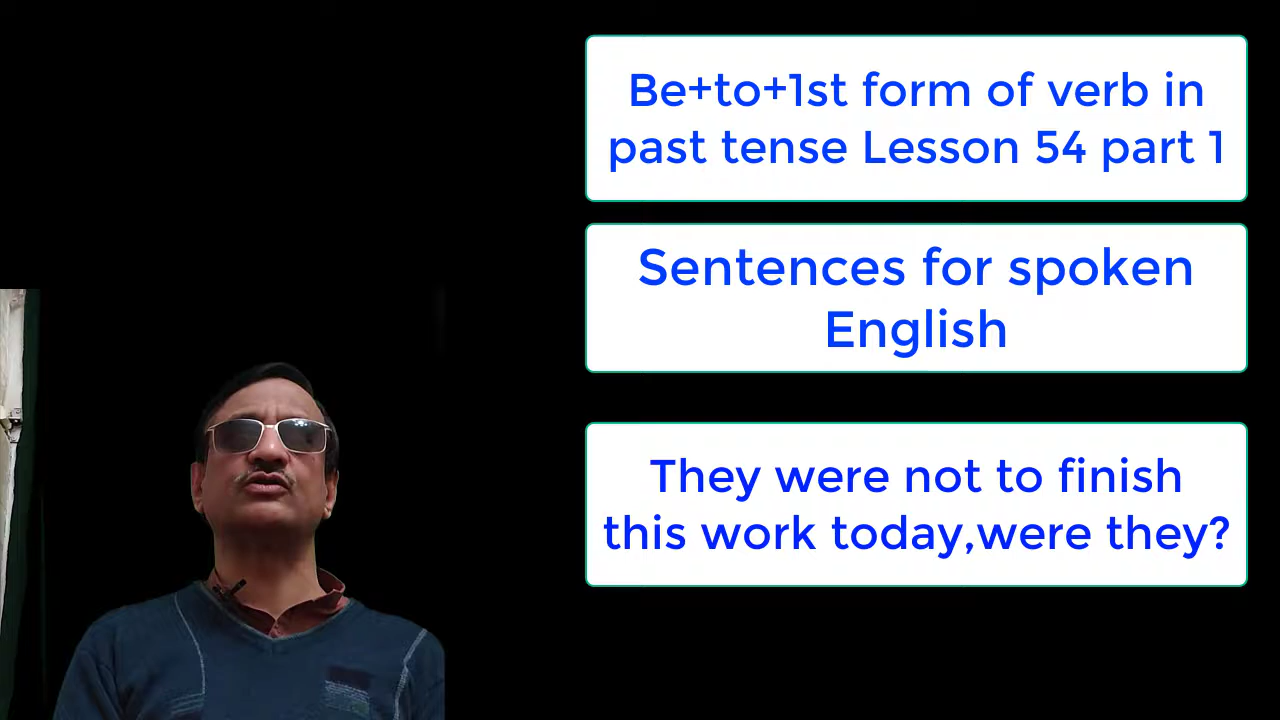 Be+to+1st form of verb in
past tense Lesson 54 part 1
Sentences for spoken
English
They were not to finish
this work today,were they?